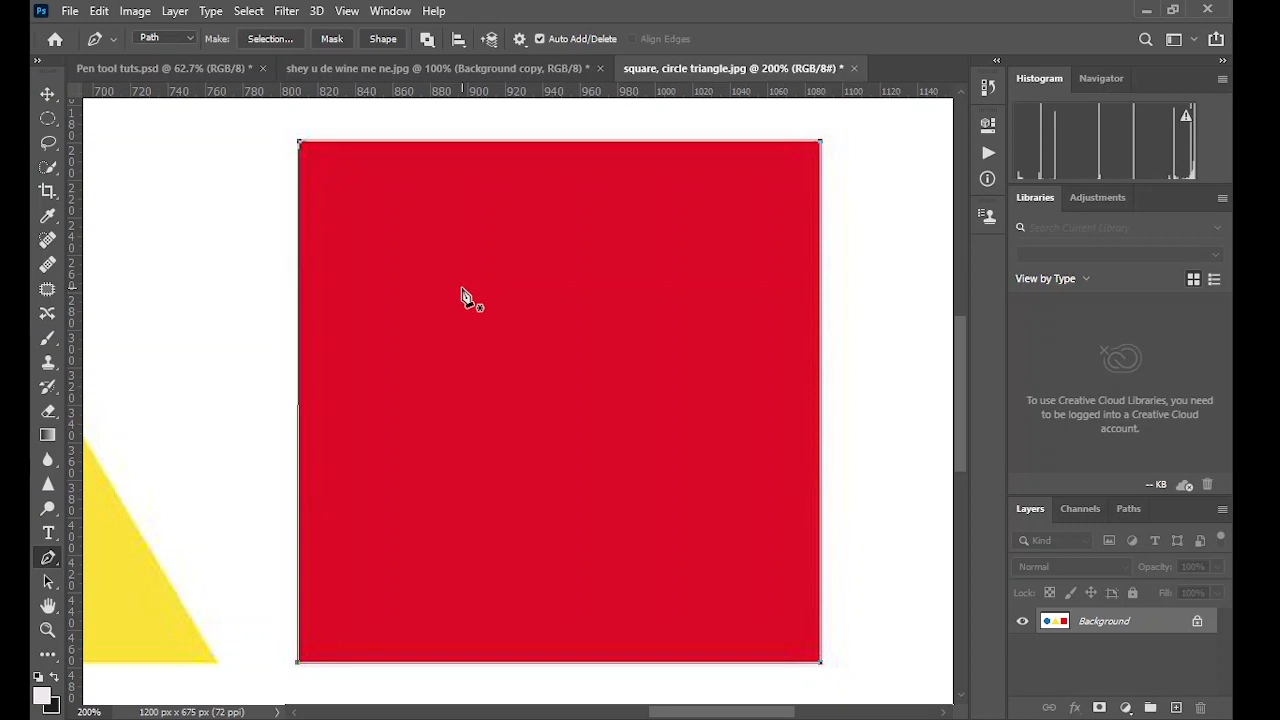 Ps File Edit Image Layer Type Select Filter 3D View Window Help
Path Make: Selection... Mask Shape Auto Add/Delete Align Edges
Pen tool tuts.psd @ 62.7% (RGB/8) * × shey u de wine me ne.jpg @ 100% (Background copy, RGB/8) * × square, circle triangle.jpg @ 200% (RGB/8#) * ×
700 720 740 760 780 800 820 840 860 880 900 920 940 960 980 1000 1020 1040 1060 1080 1100 1120 1140
Histogram Navigator
Libraries Adjustments
Search Current Library
View by Type
To use Creative Cloud Libraries, you
need to be logged into a Creative Cloud
account.
-- KB
Layers Channels Paths
Kind
Normal Opacity: 100%
Lock: Fill: 100%
Background
200% 1200 px x 675 px (72 ppi)